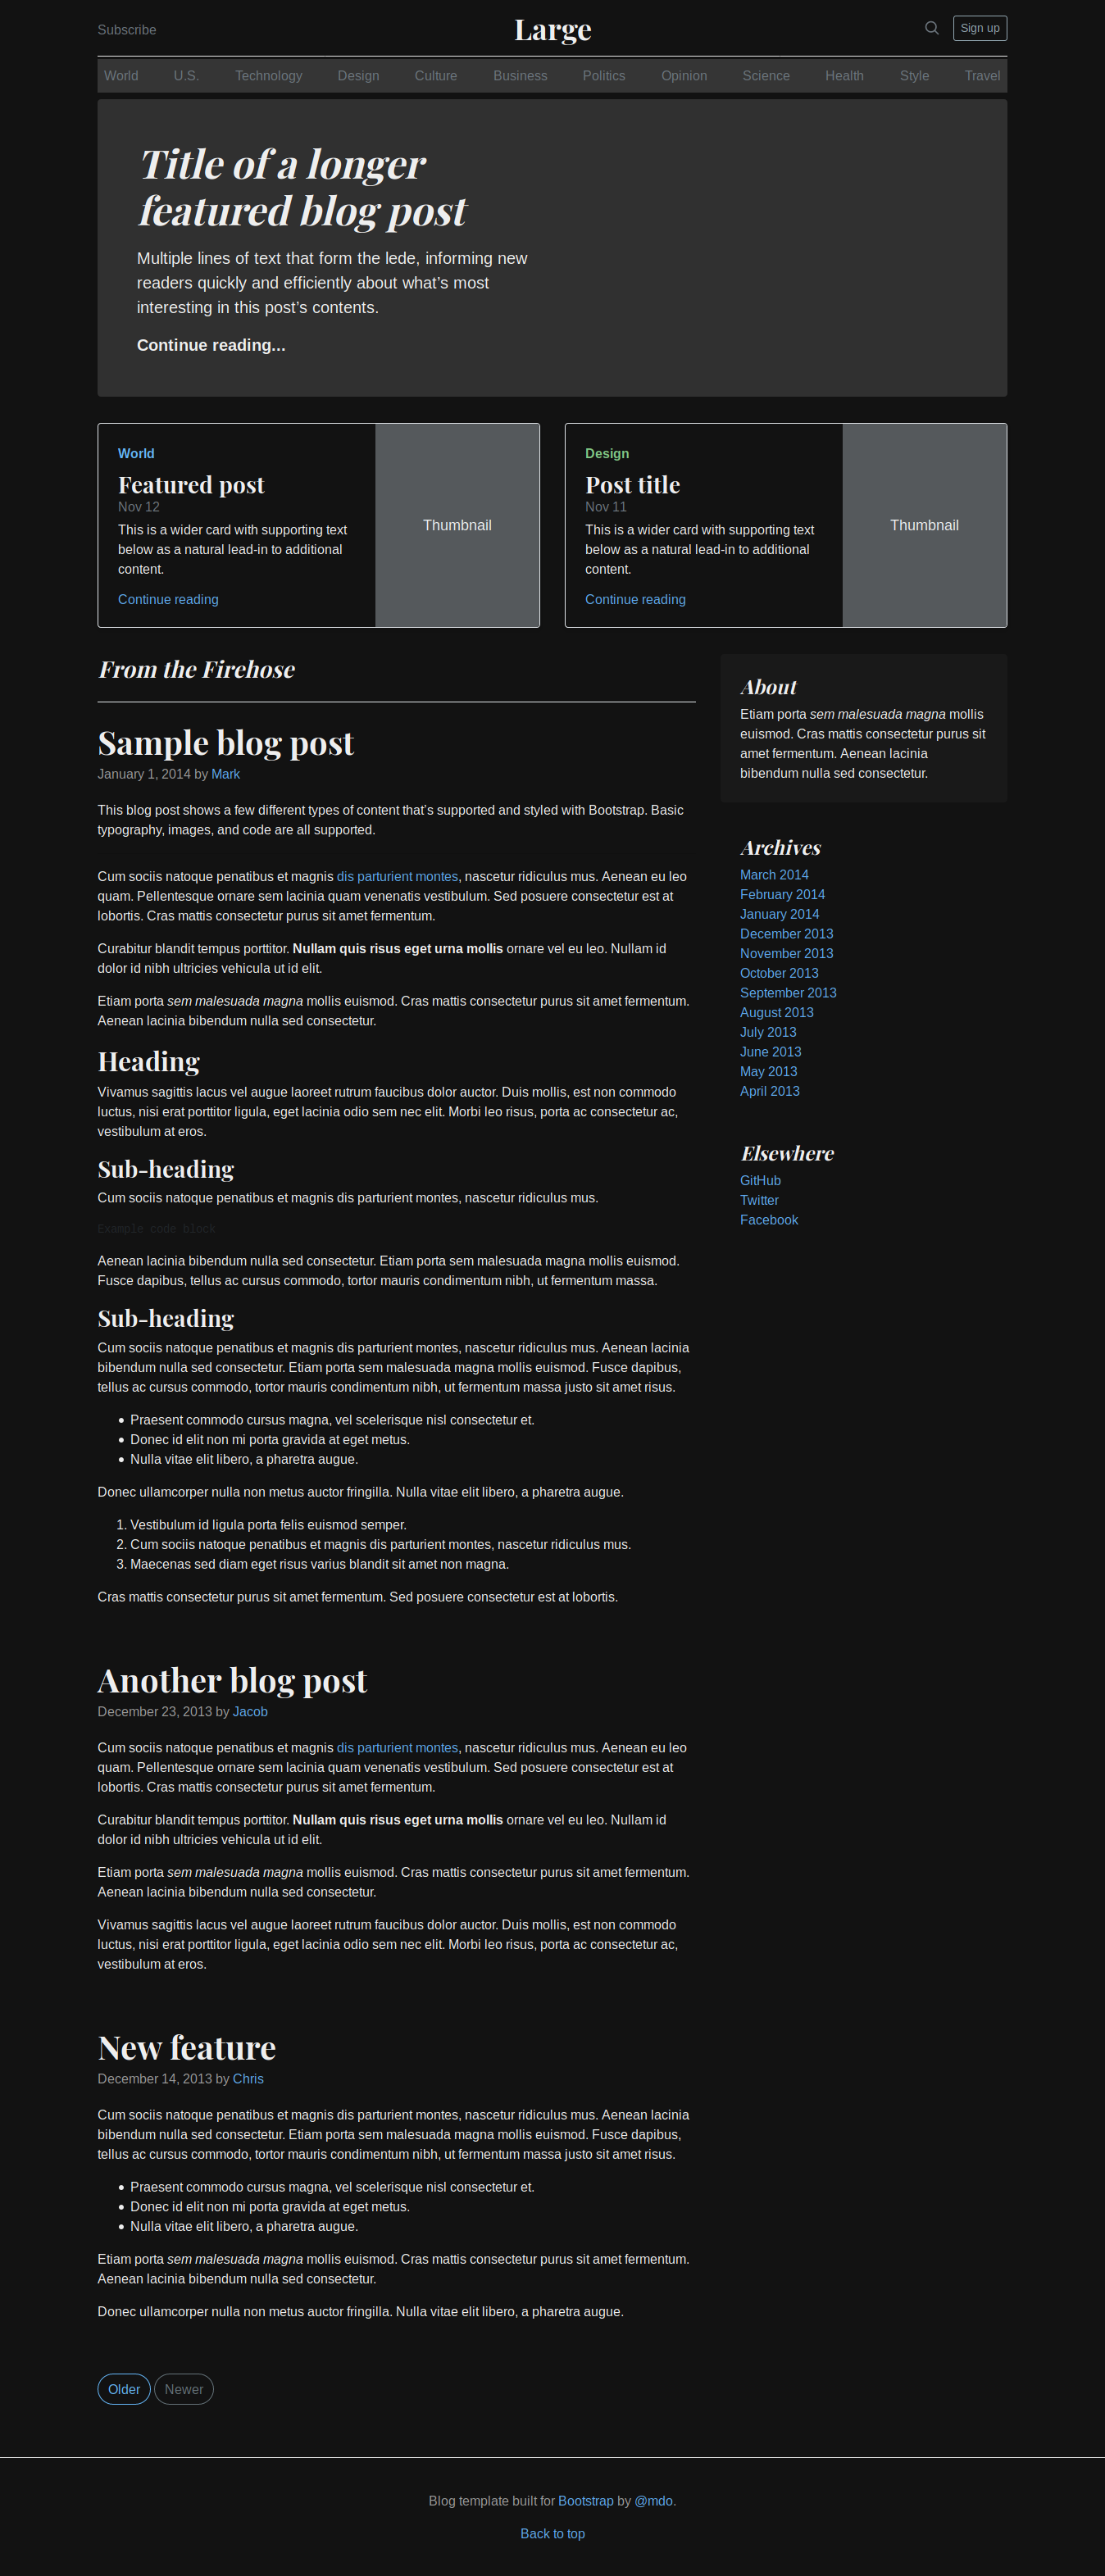 Subscribe
Large
Sign up
World U.S. Technology Design Culture Business Politics Opinion Science Health Style Travel
Title of a longer
featured blog post
Multiple lines of text that form the lede, informing new
readers quickly and efficiently about what’s most
interesting in this post’s contents.
Continue reading...
World
Featured post
Nov 12
This is a wider card with supporting text
below as a natural lead-in to additional
content.
Continue reading
Thumbnail
Design
Post title
Nov 11
This is a wider card with supporting text
below as a natural lead-in to additional
content.
Continue reading
Thumbnail
From the Firehose
Sample blog post
January 1, 2014 by Mark
This blog post shows a few different types of content that’s supported and styled with Bootstrap. Basic
typography, images, and code are all supported.
Cum sociis natoque penatibus et magnis dis parturient montes, nascetur ridiculus mus. Aenean eu leo
quam. Pellentesque ornare sem lacinia quam venenatis vestibulum. Sed posuere consectetur est at
lobortis. Cras mattis consectetur purus sit amet fermentum.
Curabitur blandit tempus porttitor. Nullam quis risus eget urna mollis ornare vel eu leo. Nullam id
dolor id nibh ultricies vehicula ut id elit.
Etiam porta sem malesuada magna mollis euismod. Cras mattis consectetur purus sit amet fermentum.
Aenean lacinia bibendum nulla sed consectetur.
Heading
Vivamus sagittis lacus vel augue laoreet rutrum faucibus dolor auctor. Duis mollis, est non commodo
luctus, nisi erat porttitor ligula, eget lacinia odio sem nec elit. Morbi leo risus, porta ac consectetur ac,
vestibulum at eros.
Sub-heading
Cum sociis natoque penatibus et magnis dis parturient montes, nascetur ridiculus mus.
Example code block
Aenean lacinia bibendum nulla sed consectetur. Etiam porta sem malesuada magna mollis euismod.
Fusce dapibus, tellus ac cursus commodo, tortor mauris condimentum nibh, ut fermentum massa.
Sub-heading
Cum sociis natoque penatibus et magnis dis parturient montes, nascetur ridiculus mus. Aenean lacinia
bibendum nulla sed consectetur. Etiam porta sem malesuada magna mollis euismod. Fusce dapibus,
tellus ac cursus commodo, tortor mauris condimentum nibh, ut fermentum massa justo sit amet risus.
• Praesent commodo cursus magna, vel scelerisque nisl consectetur et.
• Donec id elit non mi porta gravida at eget metus.
• Nulla vitae elit libero, a pharetra augue.
Donec ullamcorper nulla non metus auctor fringilla. Nulla vitae elit libero, a pharetra augue.
1. Vestibulum id ligula porta felis euismod semper.
2. Cum sociis natoque penatibus et magnis dis parturient montes, nascetur ridiculus mus.
3. Maecenas sed diam eget risus varius blandit sit amet non magna.
Cras mattis consectetur purus sit amet fermentum. Sed posuere consectetur est at lobortis.
Another blog post
December 23, 2013 by Jacob
Cum sociis natoque penatibus et magnis dis parturient montes, nascetur ridiculus mus. Aenean eu leo
quam. Pellentesque ornare sem lacinia quam venenatis vestibulum. Sed posuere consectetur est at
lobortis. Cras mattis consectetur purus sit amet fermentum.
Curabitur blandit tempus porttitor. Nullam quis risus eget urna mollis ornare vel eu leo. Nullam id
dolor id nibh ultricies vehicula ut id elit.
Etiam porta sem malesuada magna mollis euismod. Cras mattis consectetur purus sit amet fermentum.
Aenean lacinia bibendum nulla sed consectetur.
Vivamus sagittis lacus vel augue laoreet rutrum faucibus dolor auctor. Duis mollis, est non commodo
luctus, nisi erat porttitor ligula, eget lacinia odio sem nec elit. Morbi leo risus, porta ac consectetur ac,
vestibulum at eros.
New feature
December 14, 2013 by Chris
Cum sociis natoque penatibus et magnis dis parturient montes, nascetur ridiculus mus. Aenean lacinia
bibendum nulla sed consectetur. Etiam porta sem malesuada magna mollis euismod. Fusce dapibus,
tellus ac cursus commodo, tortor mauris condimentum nibh, ut fermentum massa justo sit amet risus.
• Praesent commodo cursus magna, vel scelerisque nisl consectetur et.
• Donec id elit non mi porta gravida at eget metus.
• Nulla vitae elit libero, a pharetra augue.
Etiam porta sem malesuada magna mollis euismod. Cras mattis consectetur purus sit amet fermentum.
Aenean lacinia bibendum nulla sed consectetur.
Donec ullamcorper nulla non metus auctor fringilla. Nulla vitae elit libero, a pharetra augue.
Older Newer
About
Etiam porta sem malesuada magna mollis
euismod. Cras mattis consectetur purus sit
amet fermentum. Aenean lacinia
bibendum nulla sed consectetur.
Archives
March 2014
February 2014
January 2014
December 2013
November 2013
October 2013
September 2013
August 2013
July 2013
June 2013
May 2013
April 2013
Elsewhere
GitHub
Twitter
Facebook
Blog template built for Bootstrap by @mdo.
Back to top